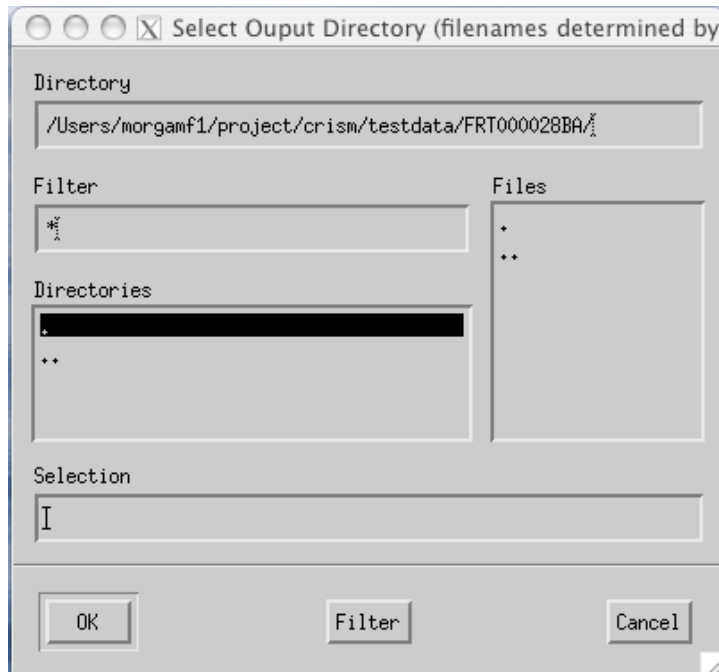 X Select Ouput Directory (filenames determined by
Directory
/Users/morgamf1/project/crism/testdata/FRT000028BA/
Filter
Files
*
.
..
Directories
.
..
Selection
OK
Filter
Cancel